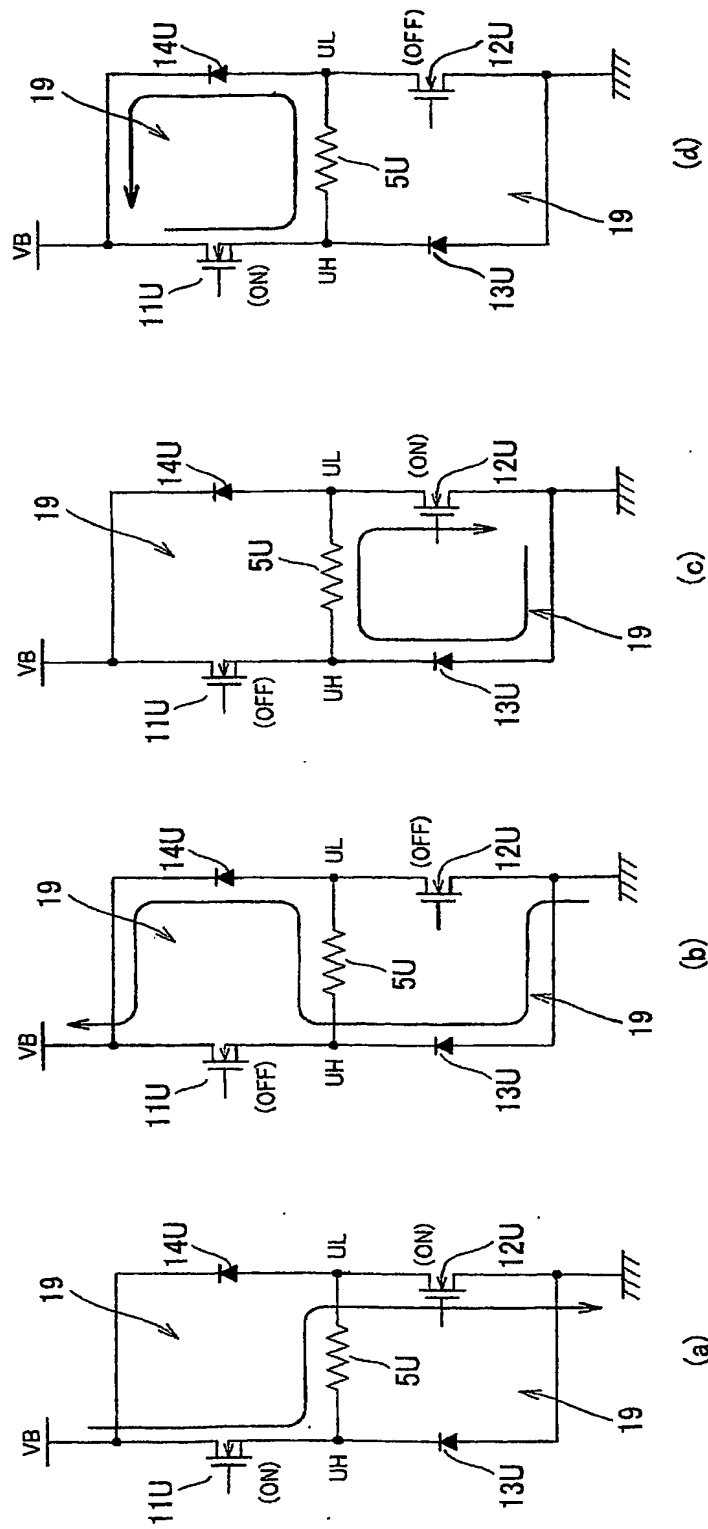 VB
19
14U
11U
(ON)
UH
UL
5U
(ON)
12U
13U
19
(a)
VB
19
14U
11U
(OFF)
UH
UL
5U
(OFF)
12U
13U
19
(b)
VB
19
14U
11U
(OFF)
UH
UL
5U
(ON)
12U
13U
19
(c)
VB
19
14U
11U
(ON)
UH
UL
5U
(OFF)
12U
13U
19
(d)